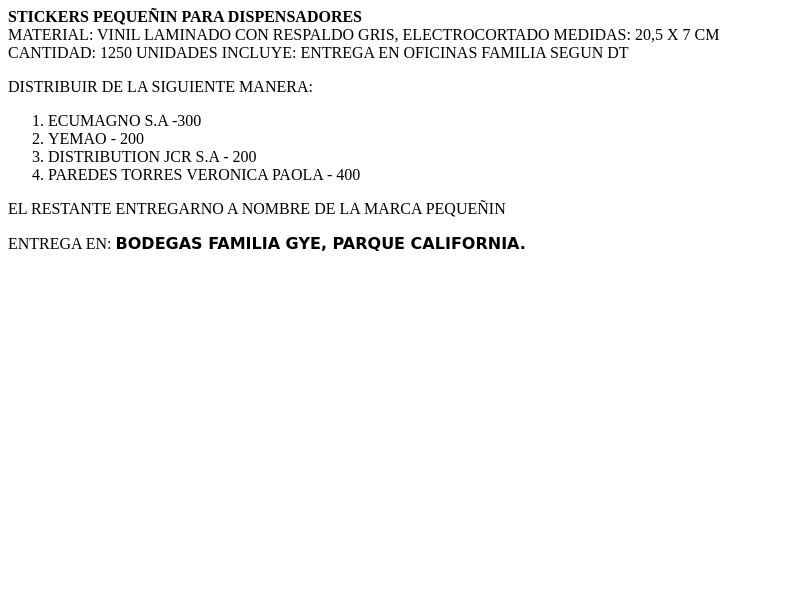 STICKERS PEQUEÑIN PARA DISPENSADORES
MATERIAL: VINIL LAMINADO CON RESPALDO GRIS, ELECTROCORTADO MEDIDAS: 20,5 X 7 CM
CANTIDAD: 1250 UNIDADES INCLUYE: ENTREGA EN OFICINAS FAMILIA SEGUN DT
DISTRIBUIR DE LA SIGUIENTE MANERA:
1. ECUMAGNO S.A -300
2. YEMAO - 200
3. DISTRIBUTION JCR S.A - 200
4. PAREDES TORRES VERONICA PAOLA - 400
EL RESTANTE ENTREGARNO A NOMBRE DE LA MARCA PEQUEÑIN
ENTREGA EN: BODEGAS FAMILIA GYE, PARQUE CALIFORNIA.